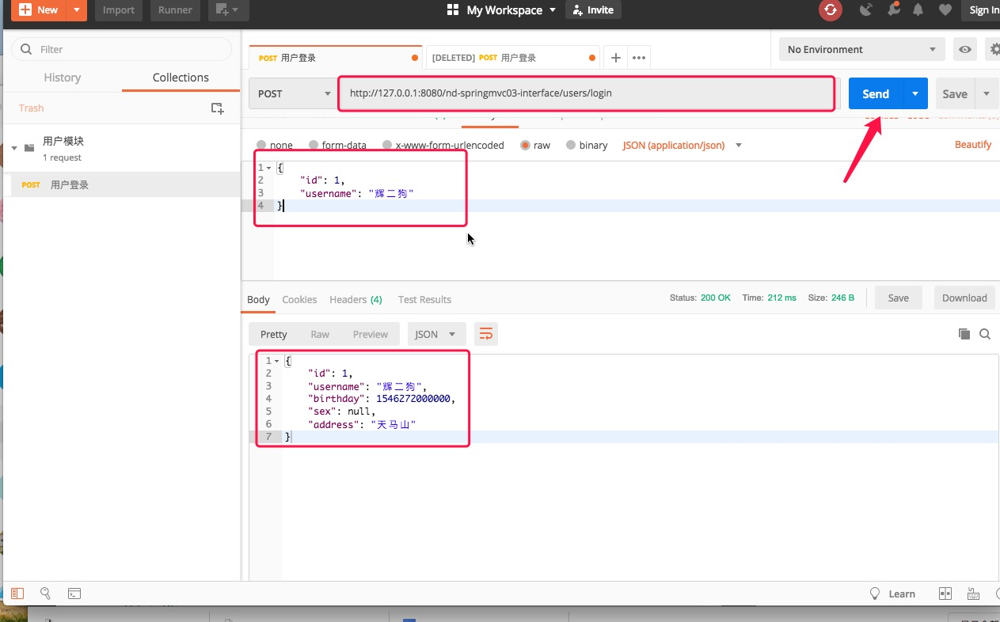 New
Import
Runner
My Workspace
Invite
Sign In
Filter
History
Collections
Trash
用户模块
1 request
POST 用户登录
POST 用户登录
[DELETED] POST 用户登录
No Environment
POST
http://127.0.0.1:8080/nd-springmvc03-interface/users/login
Send
Save
none
form-data
x-www-form-urlencoded
raw
binary
JSON (application/json)
Beautify
1 {
2 "id": 1,
3 "username": "辉二狗"
4 }
Body
Cookies
Headers (4)
Test Results
Status: 200 OK
Time: 212 ms
Size: 246 B
Save
Download
Pretty
Raw
Preview
JSON
1 {
2 "id": 1,
3 "username": "辉二狗",
4 "birthday": 1546272000000,
5 "sex": null,
6 "address": "天马山"
7 }
Learn